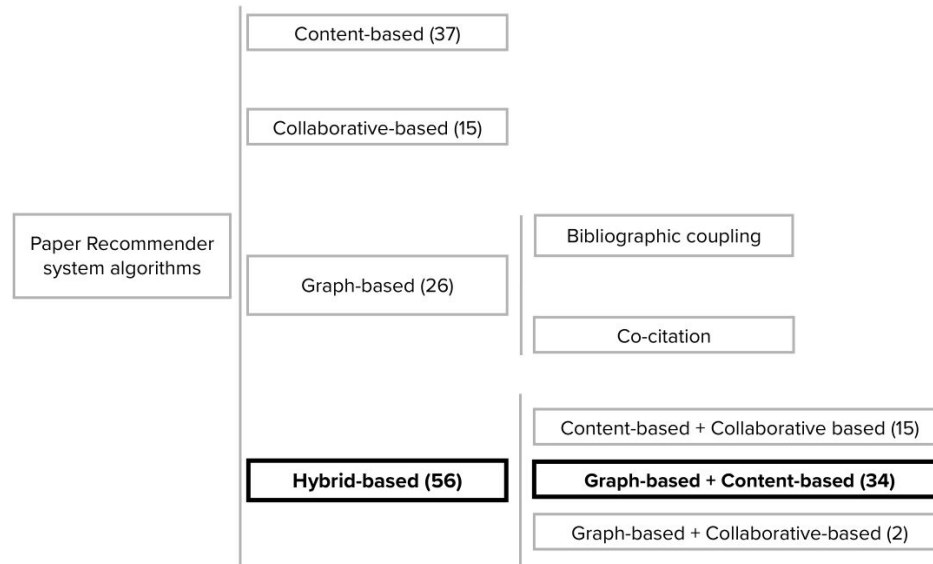 Content-based (37)
Collaborative-based (15)
Paper Recommender
system algorithms
Graph-based (26)
Bibliographic coupling
Co-citation
Hybrid-based (56)
Content-based + Collaborative based (15)
Graph-based + Content-based (34)
Graph-based + Collaborative-based (2)